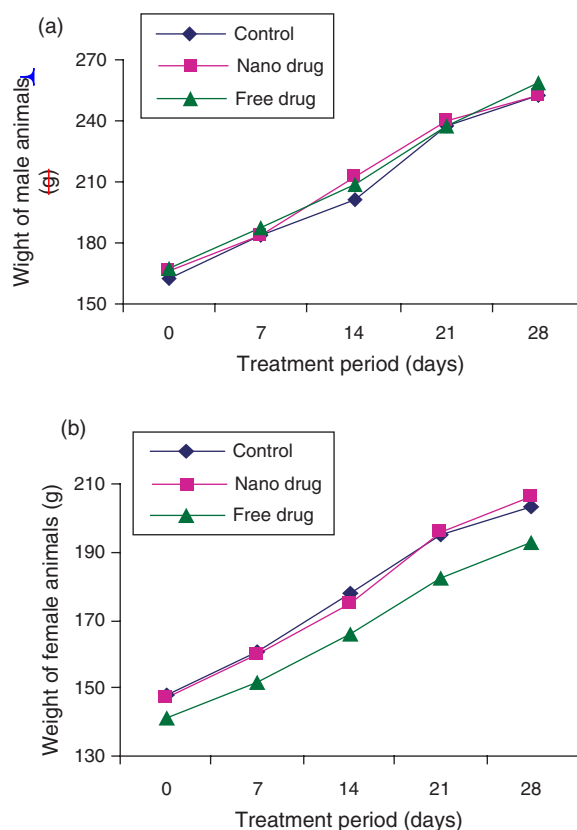 (a)
Control
Nano drug
Free drug
270
240
210
180
150
Wight of male animals (g)
0 7 14 21 28
Treatment period (days)
(b)
Control
Nano drug
Free drug
210
190
170
150
130
Weight of female animals (g)
0 7 14 21 28
Treatment period (days)